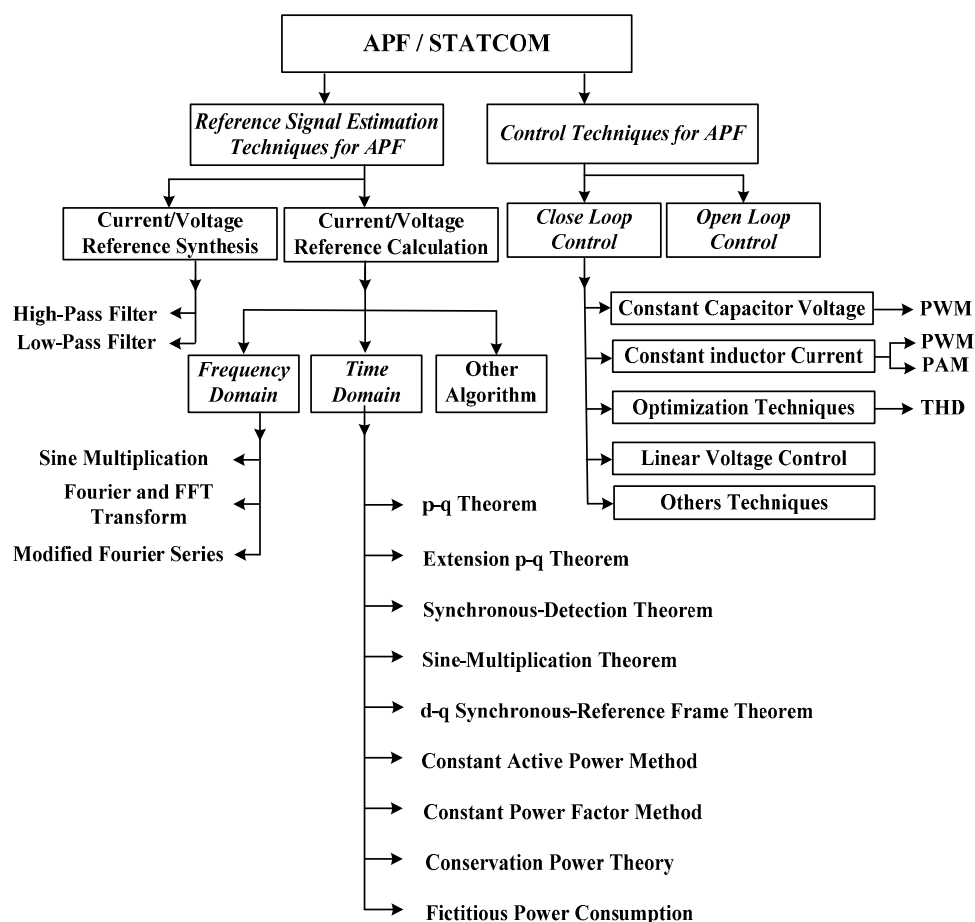 APF / STATCOM
Reference Signal Estimation
Techniques for APF
Control Techniques for APF
Current/Voltage
Reference Synthesis
Current/Voltage
Reference Calculation
Close Loop
Control
Open Loop
Control
High-Pass Filter
Low-Pass Filter
Frequency
Domain
Time
Domain
Other
Algorithm
Constant Capacitor Voltage
PWM
Constant inductor Current
PWM
PAM
Optimization Techniques
THD
Linear Voltage Control
Others Techniques
Sine Multiplication
Fourier and FFT
Transform
Modified Fourier Series
p-q Theorem
Extension p-q Theorem
Synchronous-Detection Theorem
Sine-Multiplication Theorem
d-q Synchronous-Reference Frame Theorem
Constant Active Power Method
Constant Power Factor Method
Conservation Power Theory
Fictitious Power Consumption